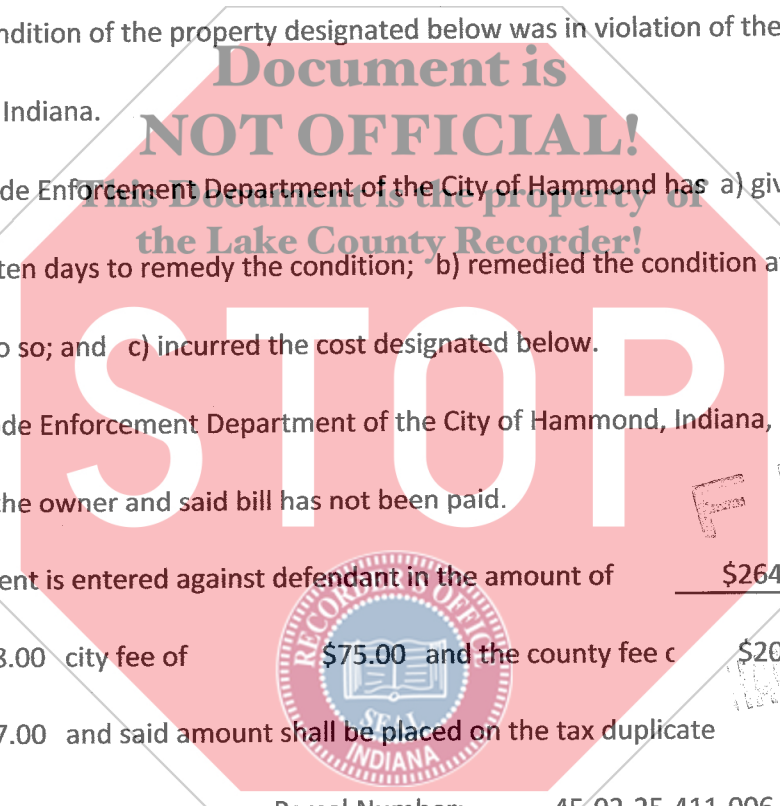 ndition of the property designated below was in violation of the
Document is
Indiana.
NOT OFFICIAL!
de Enforcement Department of the City of Hammond has a) giv
This Document is the property of
the Lake County Recorder!
ten days to remedy the condition; b) remedied the condition a
o so; and c) incurred the cost designated below.
STOP
de Enforcement Department of the City of Hammond, Indiana,
the owner and said bill has not been paid.
F
ent is entered against defendant in the amount of $264
RECORDER'S OFFICE
3.00 city fee of $75.00 and the county fee $20
SEAL
7.00 and said amount shall be placed on the tax duplicate
INDIANA
Parcel Number: